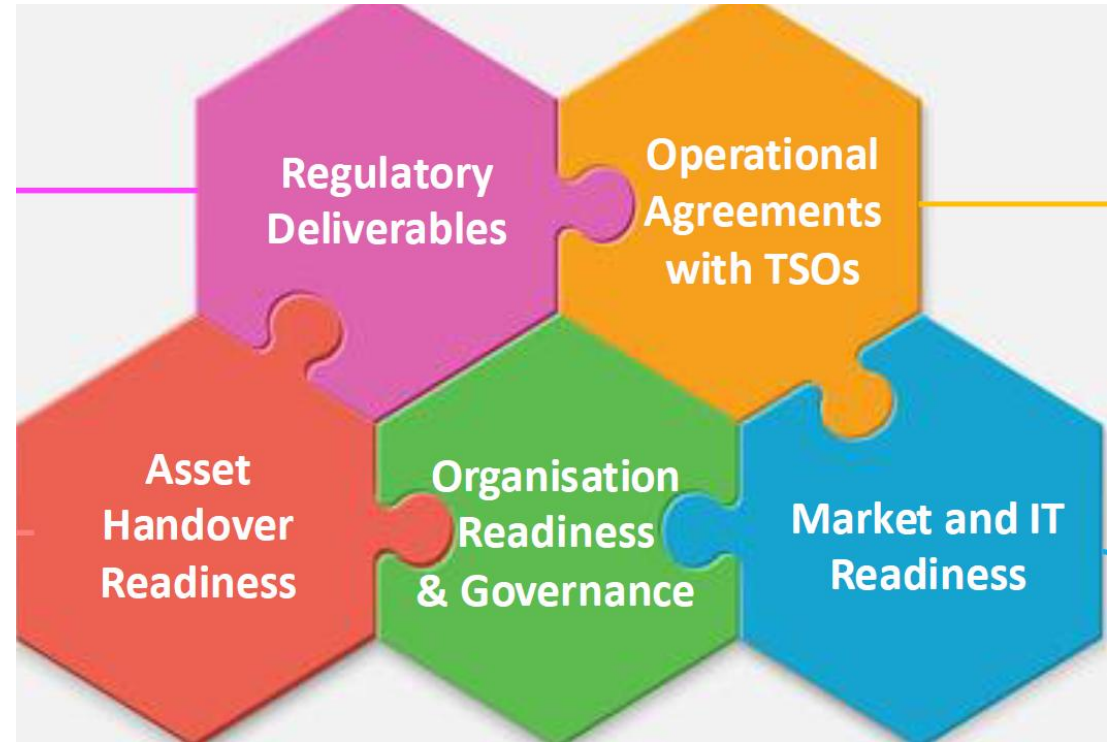 Regulatory
Deliverables
Operational
Agreements
with TSOs
Asset
Handover
Readiness
Organisation
Readiness
& Governance
Market and IT
Readiness